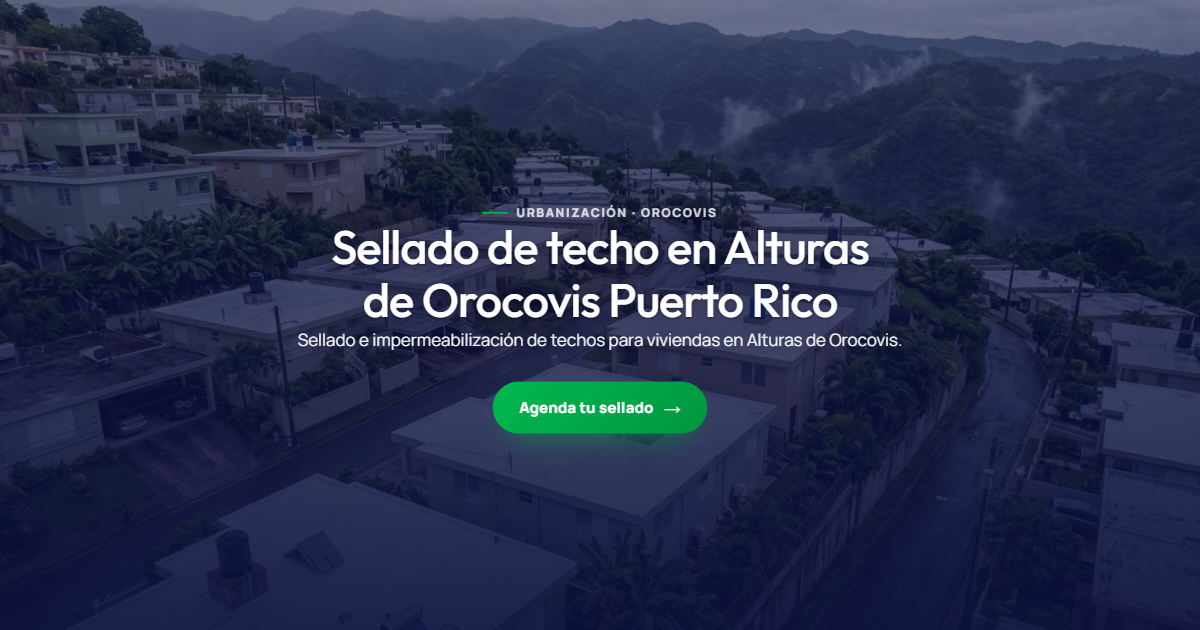 URBANIZACIÓN · OROCOVIS
Sellado de techo en Alturas
de Orocovis Puerto Rico
Sellado e impermeabilización de techos para viviendas en Alturas de Orocovis.
Agenda tu sellado →